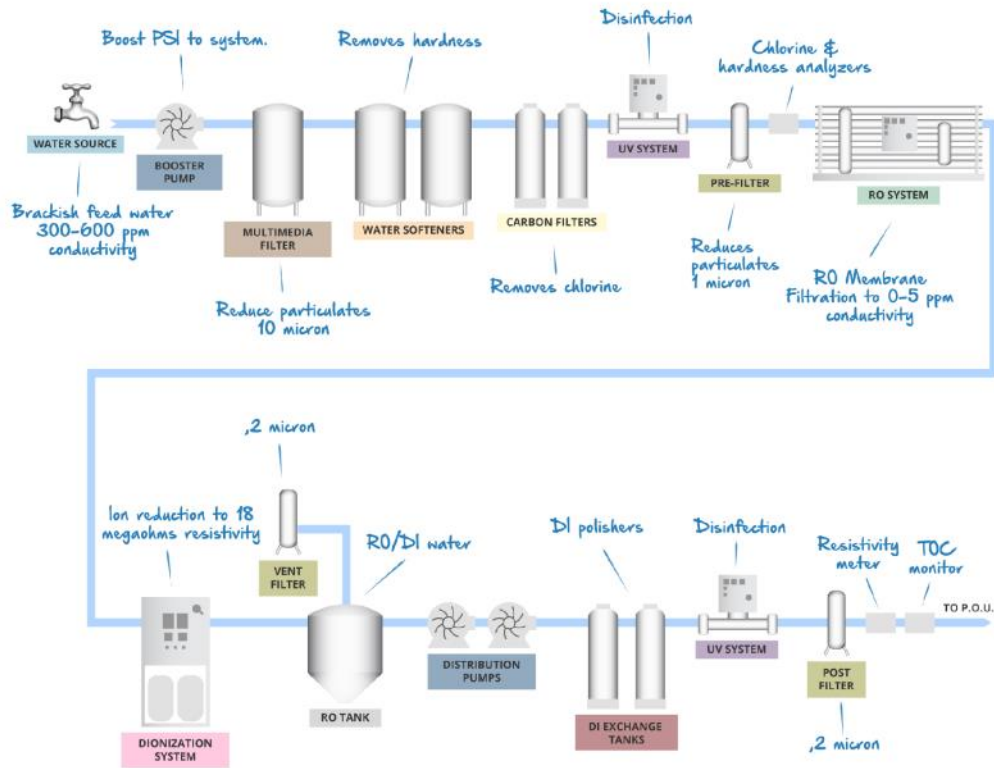 Boost PSI to system.
Removes hardness
Disinfection
Chlorine &
hardness analyzers
WATER SOURCE
BOOSTER
PUMP
MULTIMEDIA
FILTER
WATER SOFTENERS
CARBON FILTERS
UV SYSTEM
PRE-FILTER
RO SYSTEM
Brackish feed water
300-600 ppm
conductivity
Reduce particulates
10 micron
Removes chlorine
Reduces
particulates
1 micron
RO Membrane
Filtration to 0-5 ppm
conductivity
,2 micron
Ion reduction to 18
megaohms resistivity
VENT
FILTER
RO/DI water
DI polishers
Disinfection
Resistivity
meter
TOC
monitor
TO P.O.U.
DIONIZATION
SYSTEM
RO TANK
DISTRIBUTION
PUMPS
DI EXCHANGE
TANKS
UV SYSTEM
POST
FILTER
,2 micron